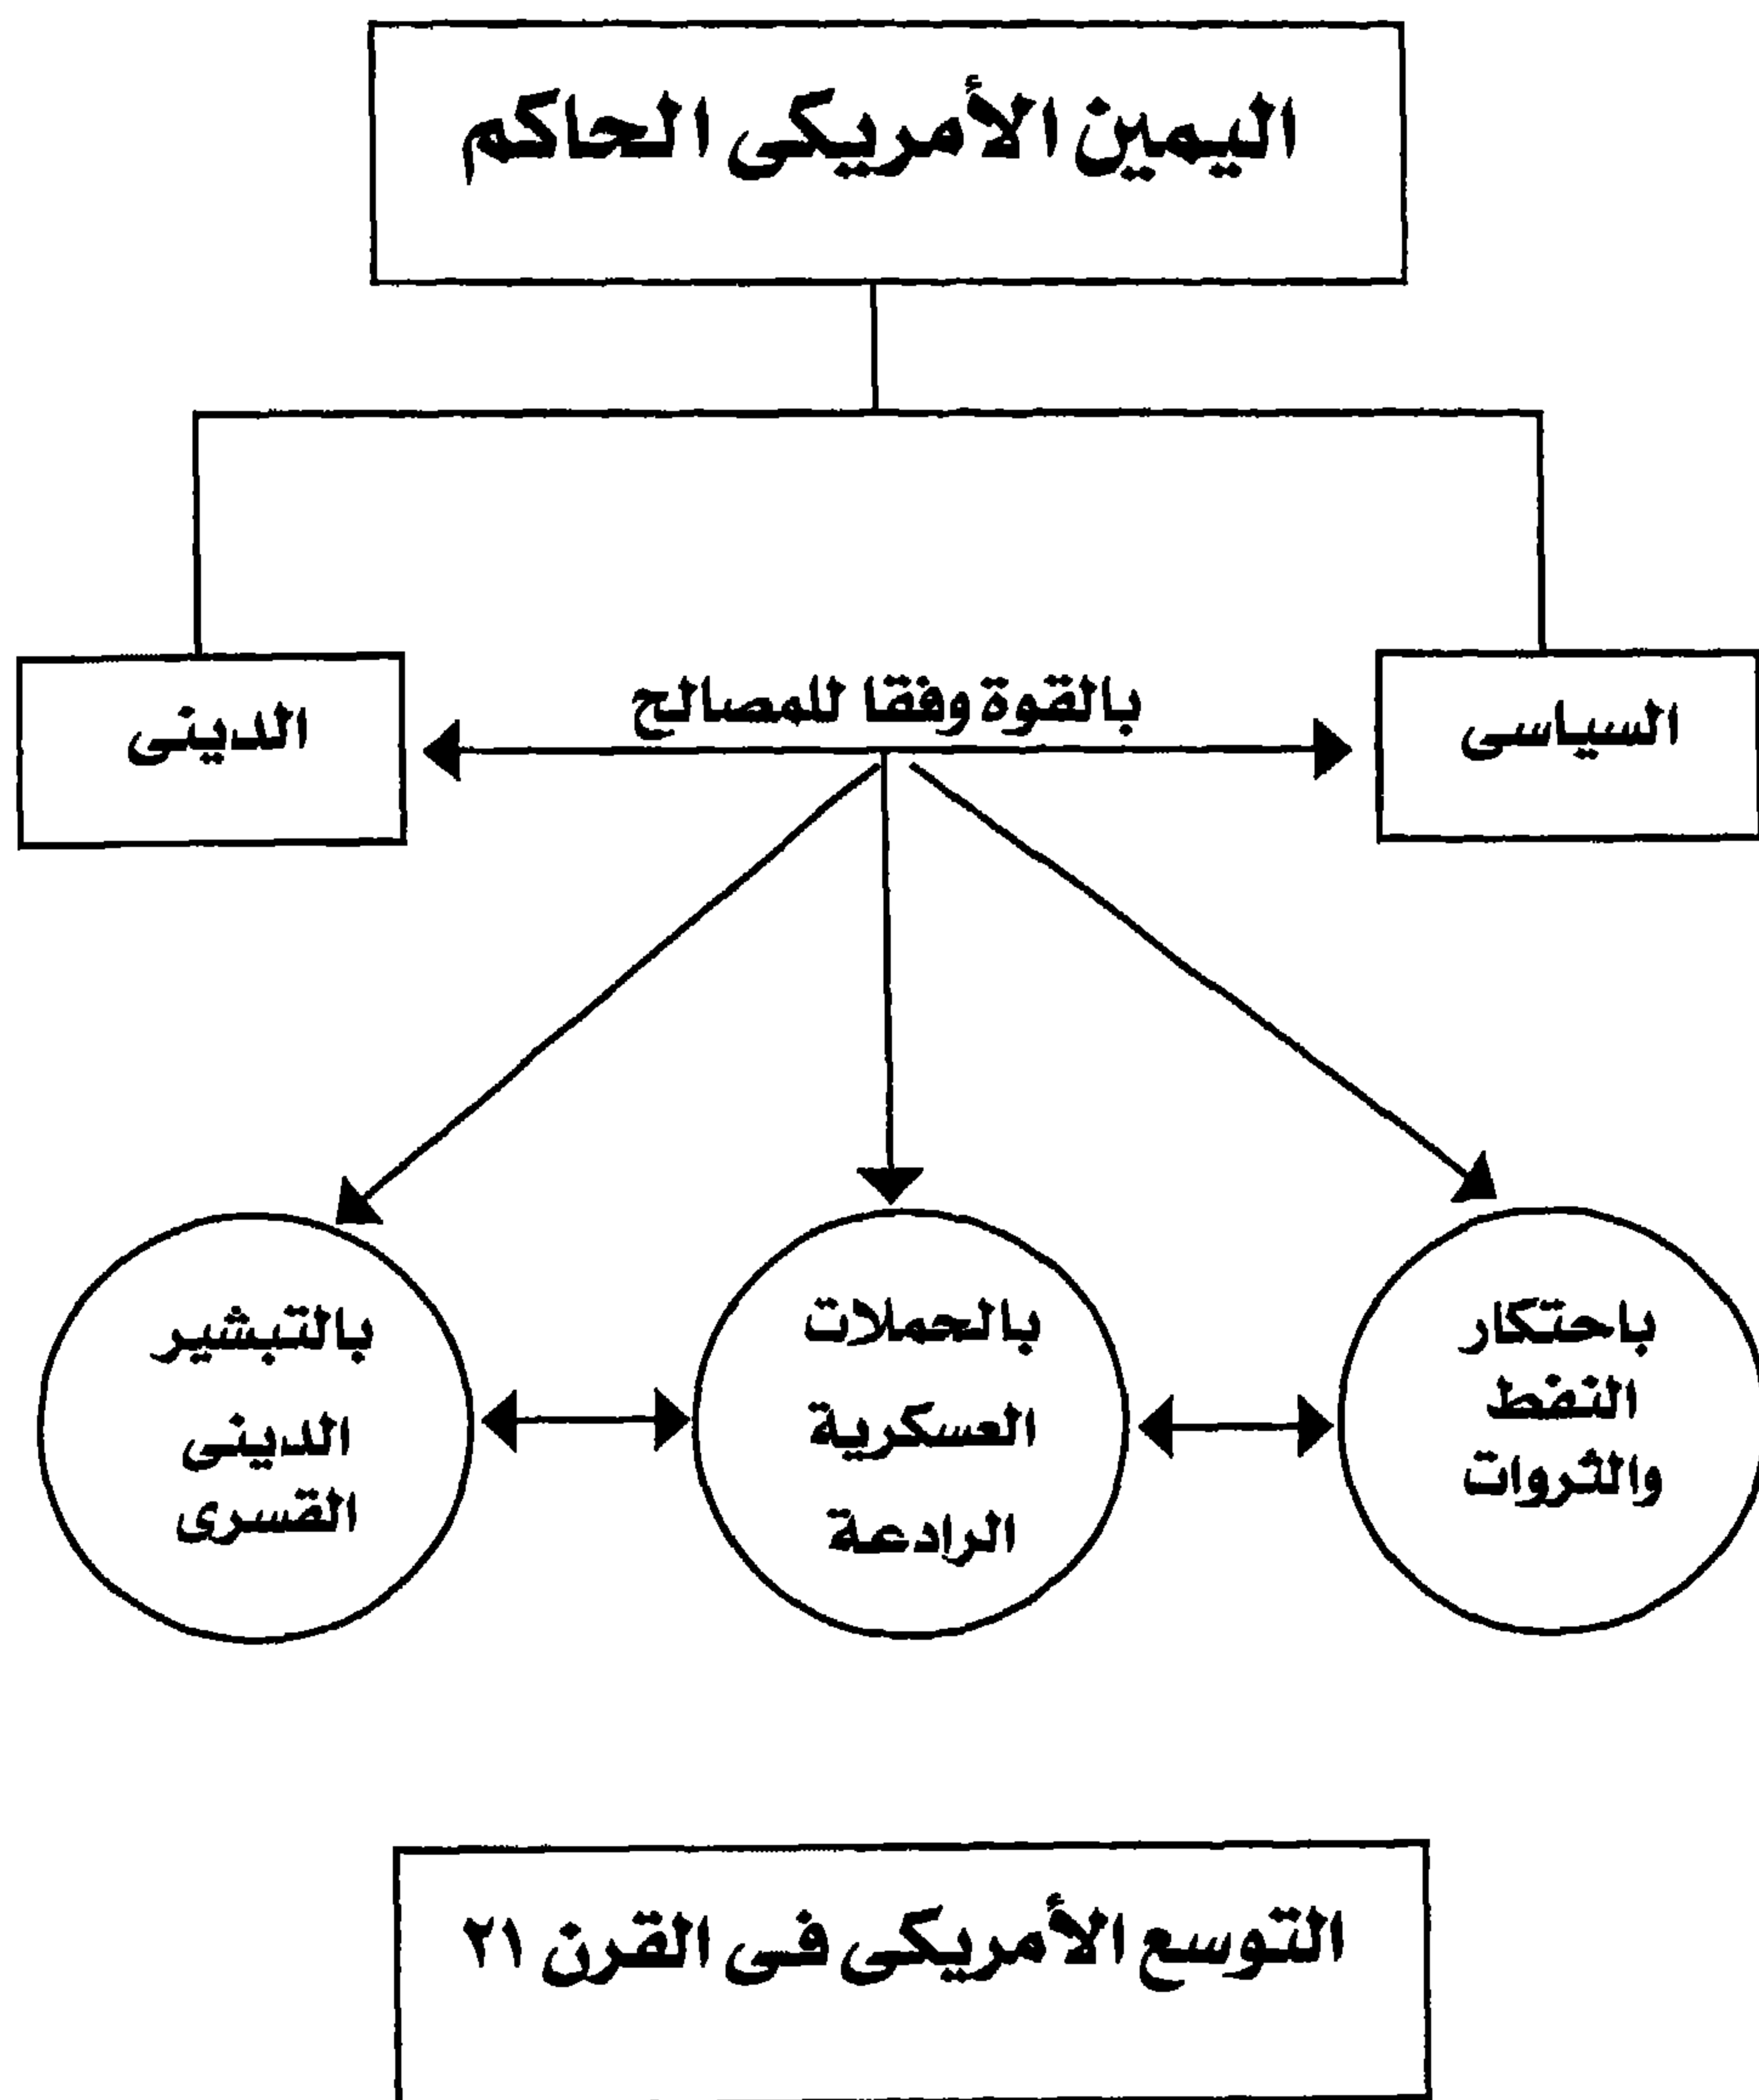 اليمين الأمريكى الحاكم
السياسى
بالقوة وفقا للمصالح
الدينى
باحتكار
النفط
والثروات
بالحملات
العسكرية
الرادعة
بالتبشير
الدينى
القسرى
التوسع الأمريكى فى القرن ٢١